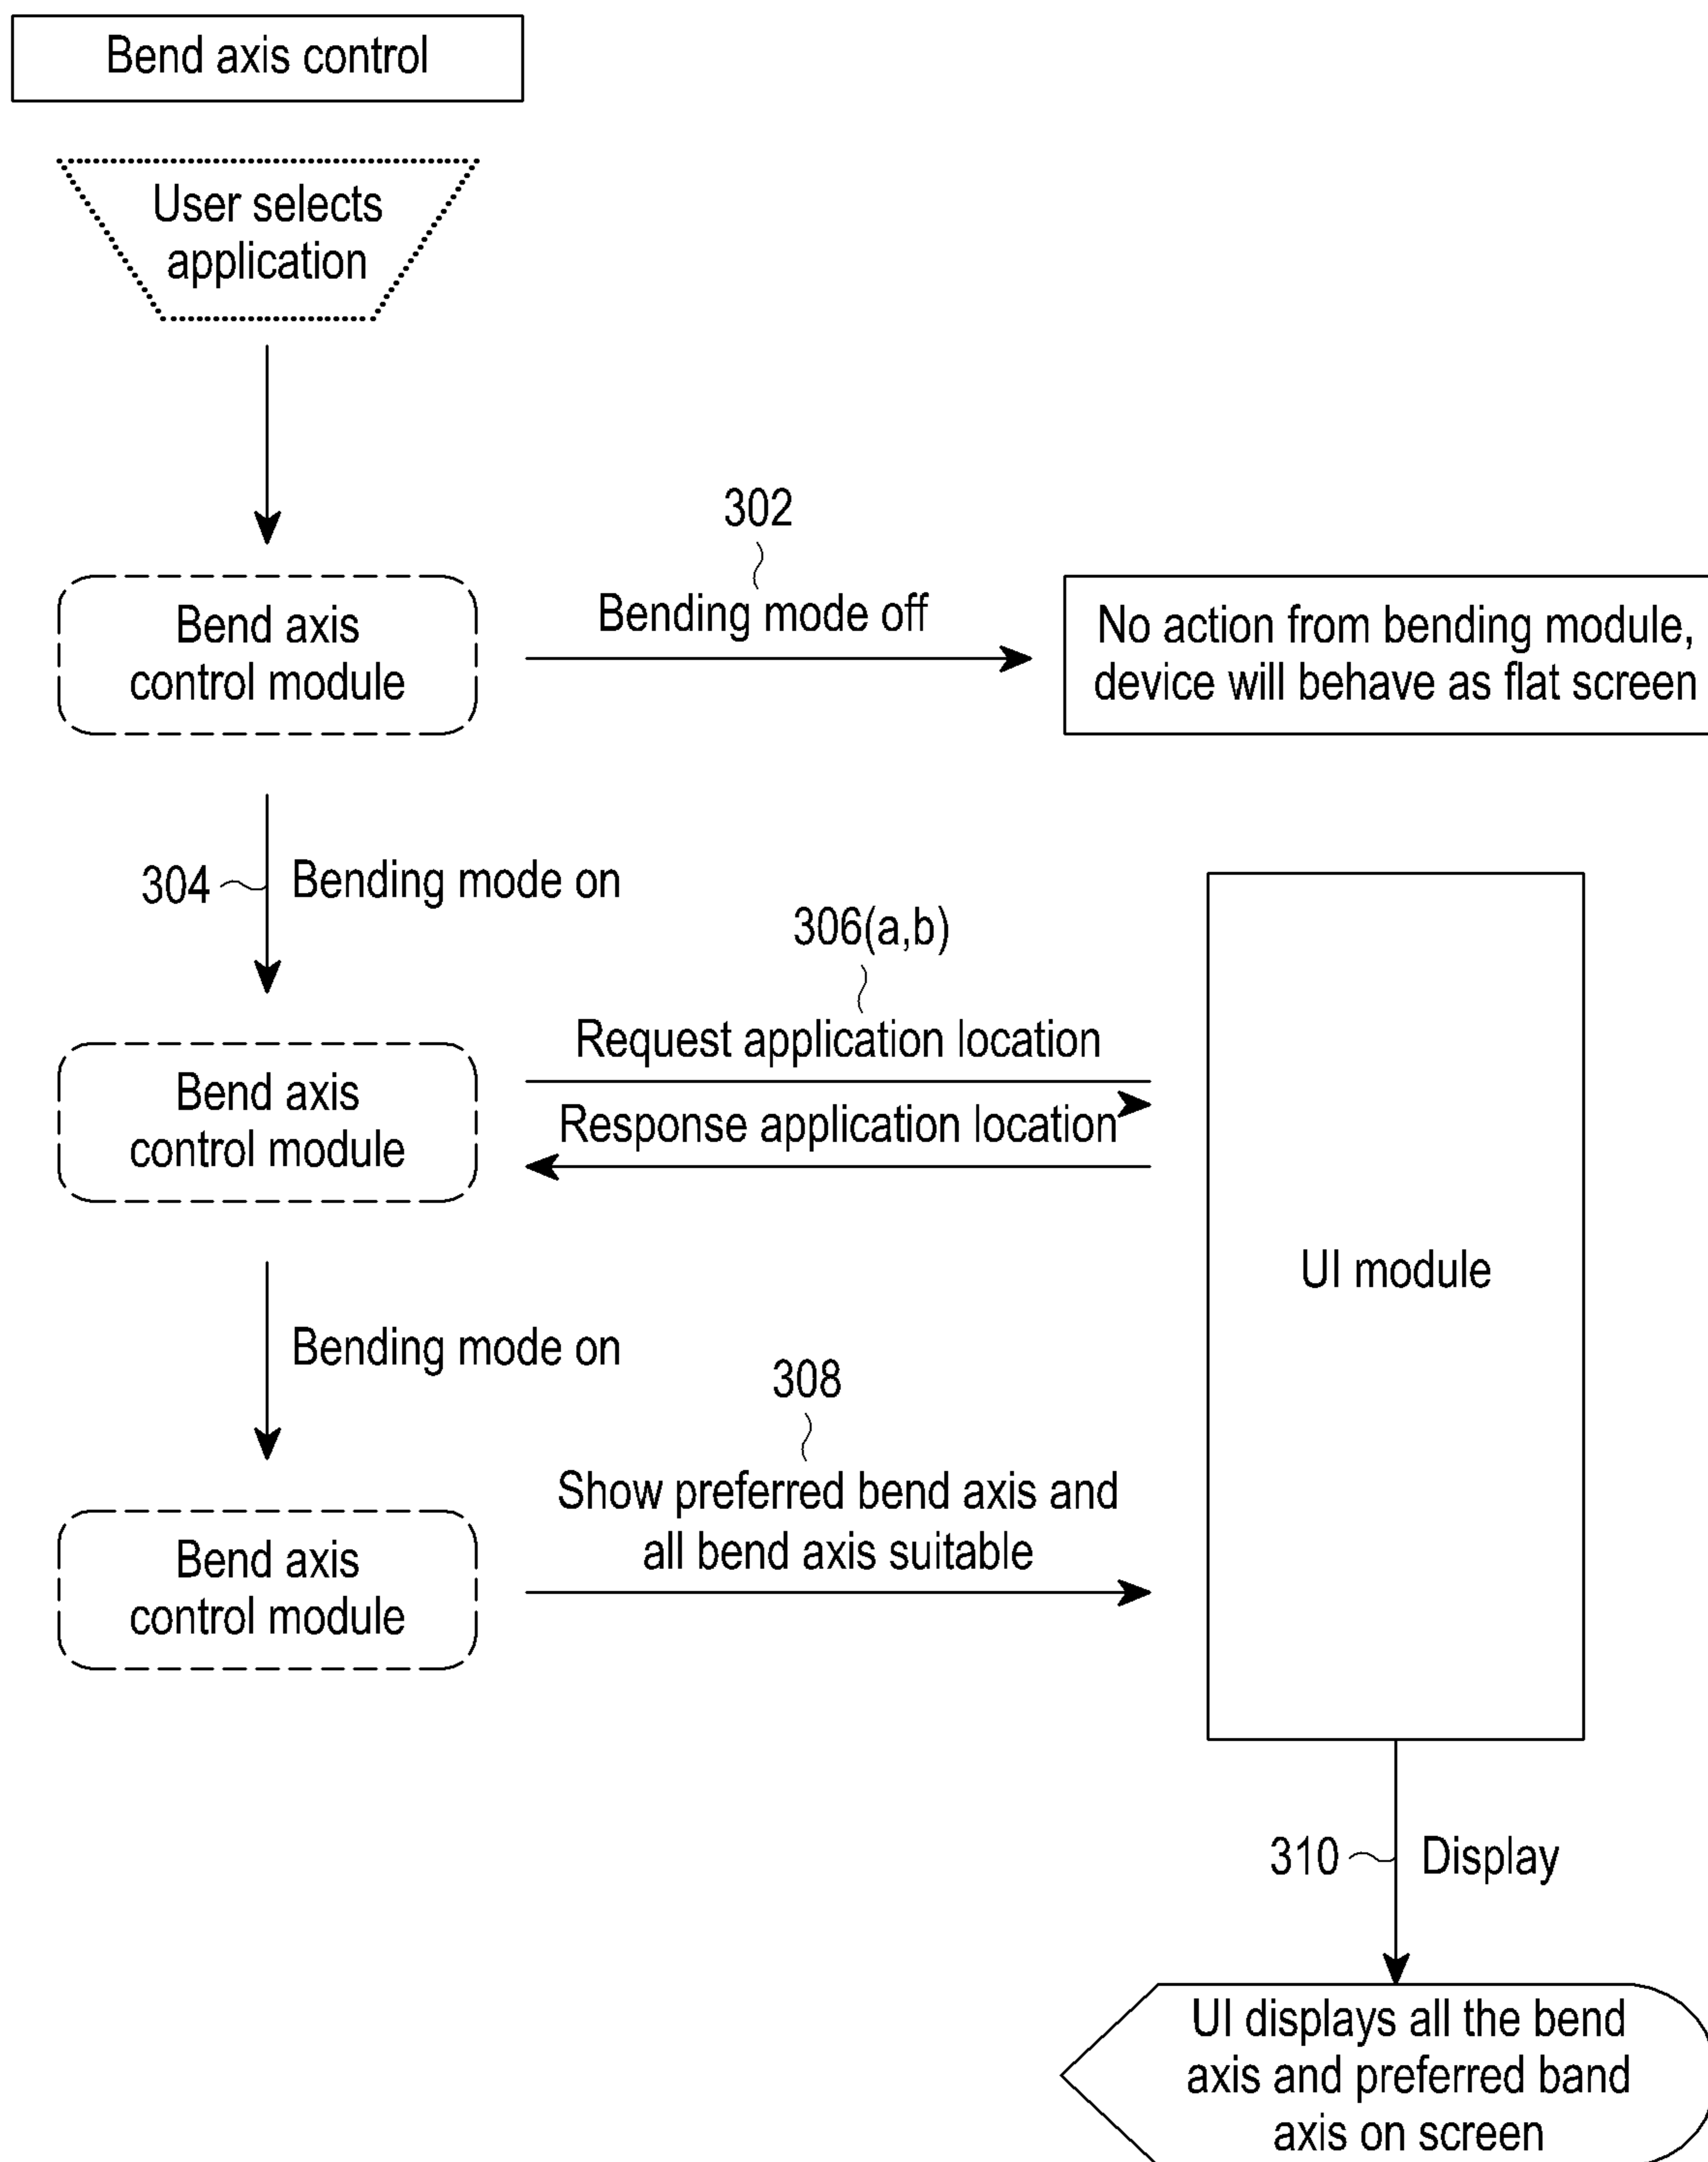 Bend axis control
User selects
application
302
Bending mode off
Bend axis
control module
No action from bending module,
device will behave as flat screen
304
Bending mode on
306(a,b)
Request application location
Response application location
Bend axis
control module
UI module
Bending mode on
308
Show preferred bend axis and
all bend axis suitable
Bend axis
control module
310
Display
UI displays all the bend
axis and preferred band
axis on screen